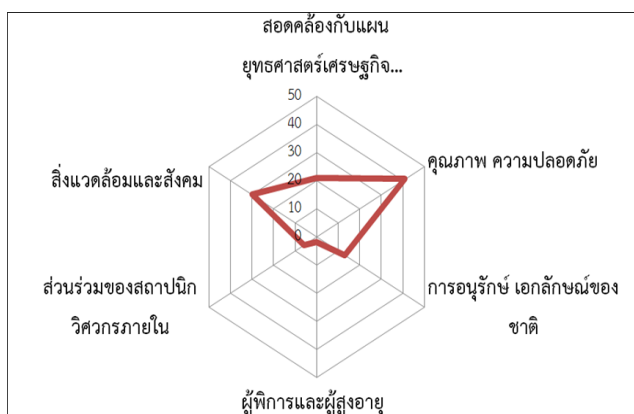 สอดคล้องกับแผน
ยุทธศาสตร์เศรษฐกิจ...
50
40
30
20
10
0
คุณภาพ ความปลอดภัย
สิ่งแวดล้อมและสังคม
การอนุรักษ์ เอกลักษณ์ของ
ชาติ
ส่วนร่วมของสถาปนิก
วิศวกรภายใน
ผู้พิการและผู้สูงอายุ